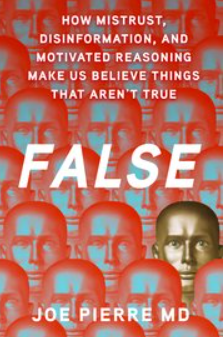 HOW MISTRUST,
DISINFORMATION, AND
MOTIVATED REASONING
MAKE US BELIEVE THINGS
THAT AREN'T TRUE
FALSE
JOE PIERRE MD